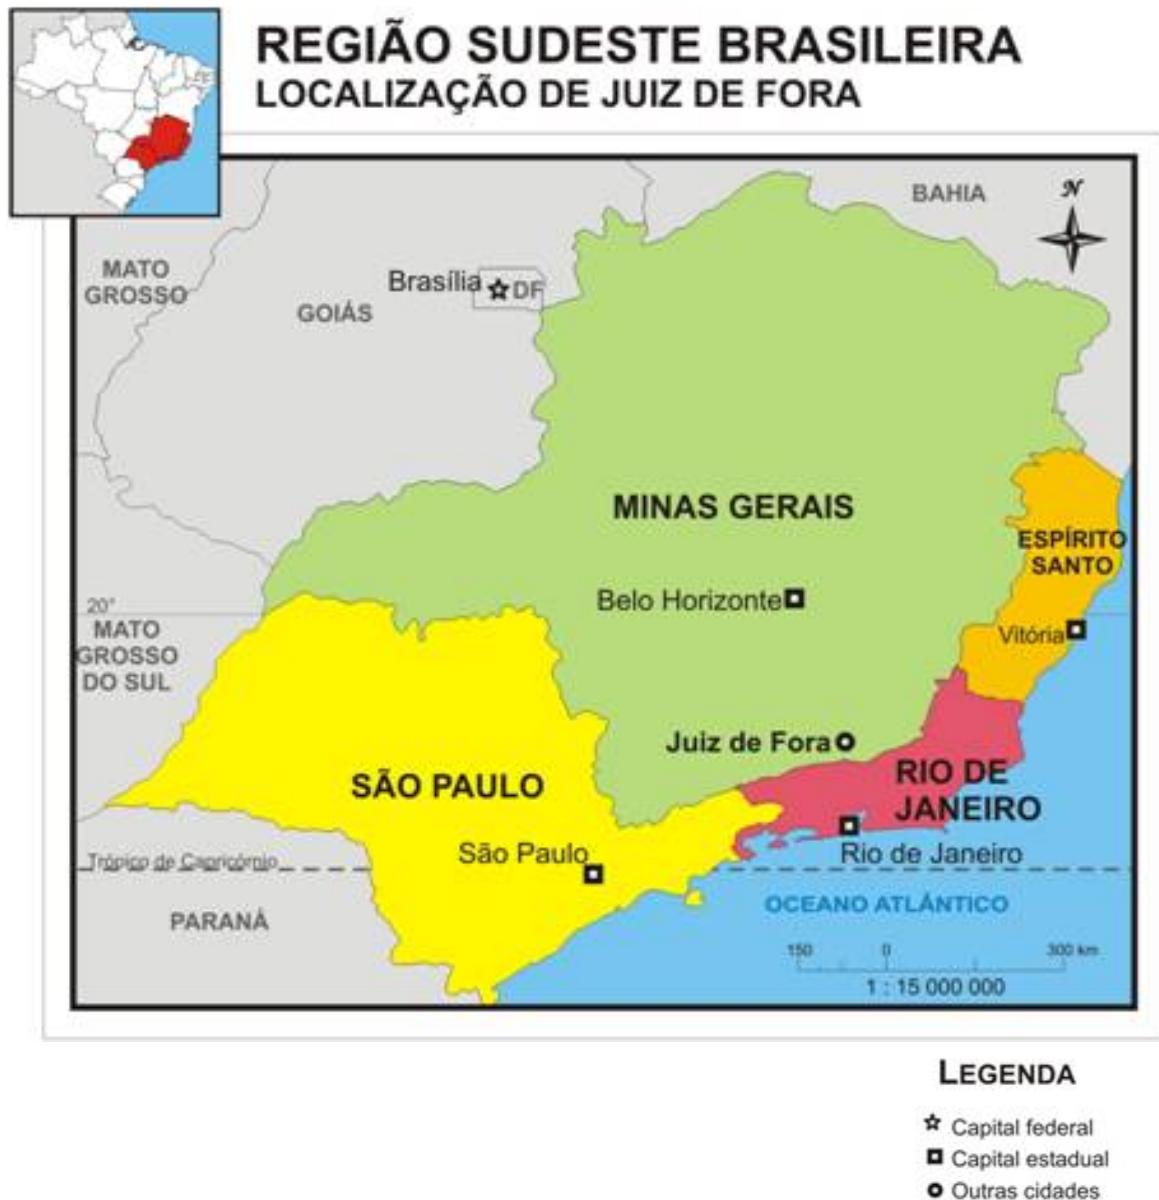 REGIÃO SUDESTE BRASILEIRA
LOCALIZAÇÃO DE JUIZ DE FORA
BAHIA
N
MATO
GROSSO
Brasília
DF
GOIÁS
MINAS GERAIS
ESPÍRITO
SANTO
Belo Horizonte
20°
MATO
GROSSO
DO SUL
Vitória
Juiz de Fora
SÃO PAULO
RIO DE
JANEIRO
São Paulo
Rio de Janeiro
Trópico de Capricórnio
OCEANO ATLÁNTICO
PARANÁ
150 0 300 km
1 : 15 000 000
LEGENDA
Capital federal
Capital estadual
Outras cidades